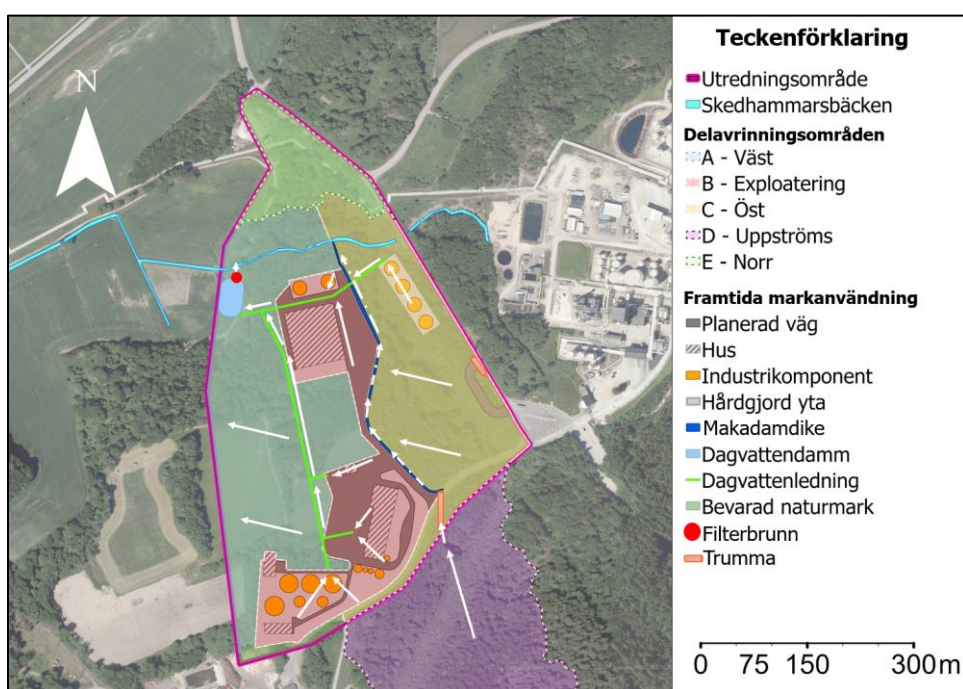 N
Teckenförklaring
Utredningsområde
Skedhammarsbäcken
Delavrinningsområden
A - Väst
B - Exploatering
C - Öst
D - Uppströms
E - Norr
Framtida markanvändning
Planerad väg
Hus
Industrikomponent
Hårdgjord yta
Makadamdike
Dagvattendamm
Dagvattenledning
Bevarad naturmark
Filterbrunn
Trumma
0 75 150 300 m